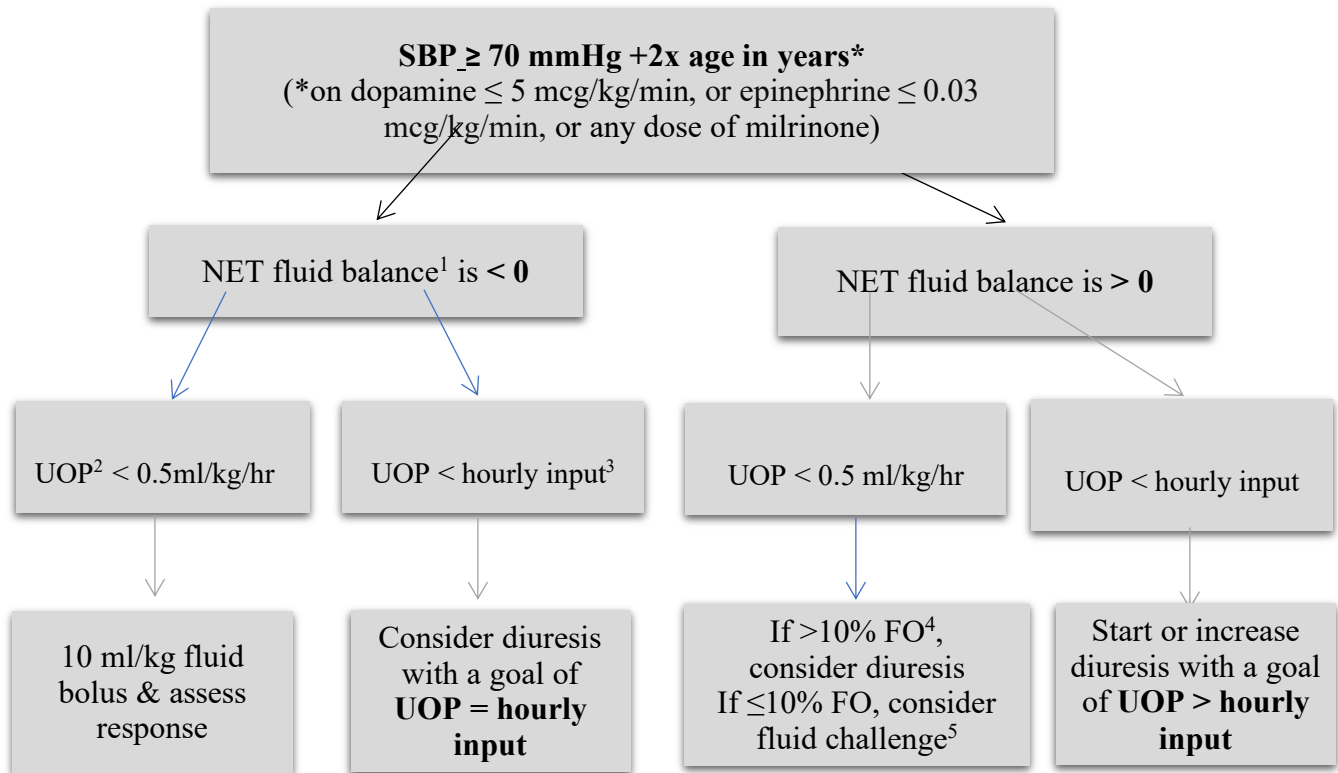 SBP ≥ 70 mmHg +2x age in years*
(*on dopamine ≤ 5 mcg/kg/min, or epinephrine ≤ 0.03
mcg/kg/min, or any dose of milrinone)
NET fluid balance¹ is < 0
NET fluid balance is > 0
UOP² < 0.5ml/kg/hr
UOP < hourly input³
UOP < 0.5 ml/kg/hr
UOP < hourly input
10 ml/kg fluid
bolus & assess
response
Consider diuresis
with a goal of
UOP = hourly
input
If >10% FO⁴,
consider diuresis
If ≤10% FO, consider
fluid challenge⁵
Start or increase
diuresis with a goal
of UOP > hourly
input